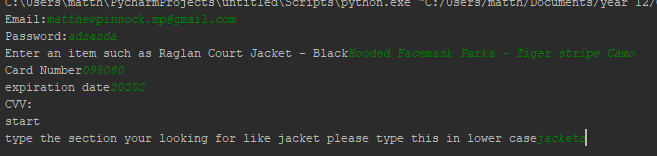 C:\Users\matth\PycharmProjects\untitled\Scripts\python.exe "C:/Users/matth/Documents/year 12/
Email:matthewpinnock.mp@gmail.com
Password:adsasda
Enter an item such as Raglan Court Jacket - BlackHooded Facemask Parka - Tiger stripe Camo
Card Number098080
expiration date20202
CVV:
start
type the section your looking for like jacket please type this in lower casejackets